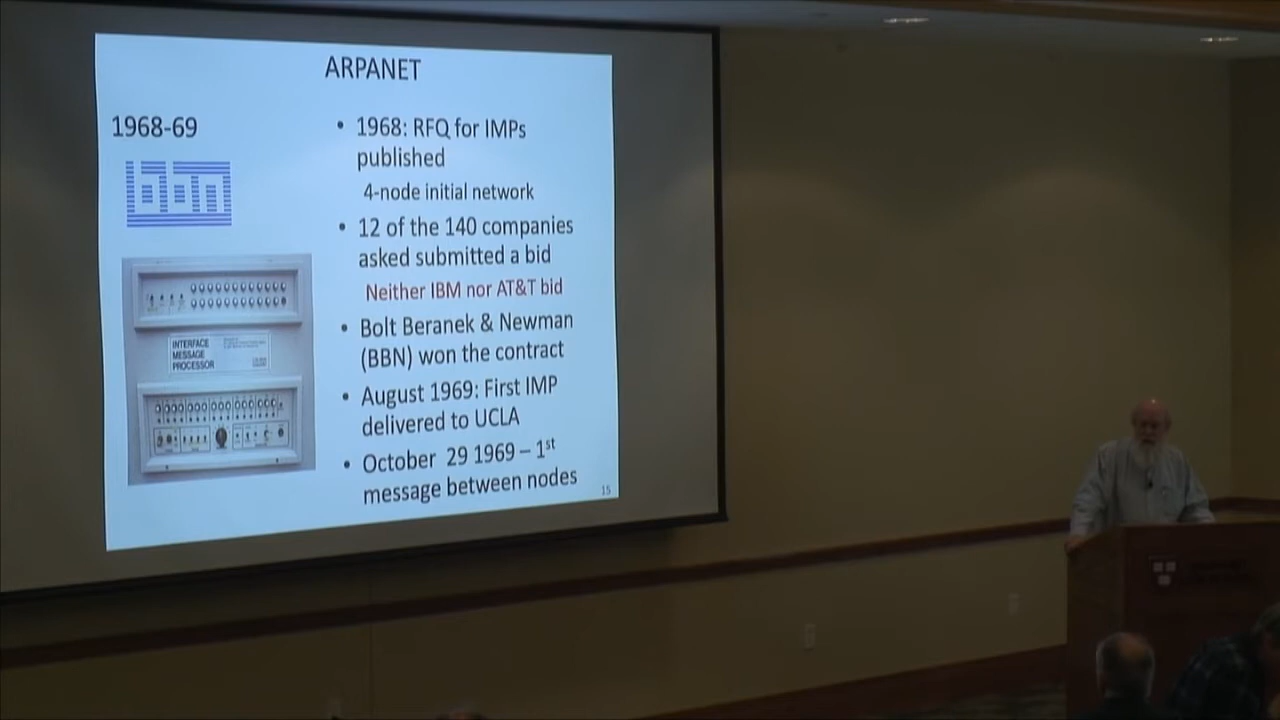 ARPANET
1968-69
• 1968: RFQ for IMPs
published
4-node initial network
• 12 of the 140 companies
asked submitted a bid
Neither IBM nor AT&T bid
• Bolt Beranek & Newman
(BBN) won the contract
• August 1969: First IMP
delivered to UCLA
• October 29 1969 – 1st
message between nodes
15
INTERFACE
MESSAGE
PROCESSOR